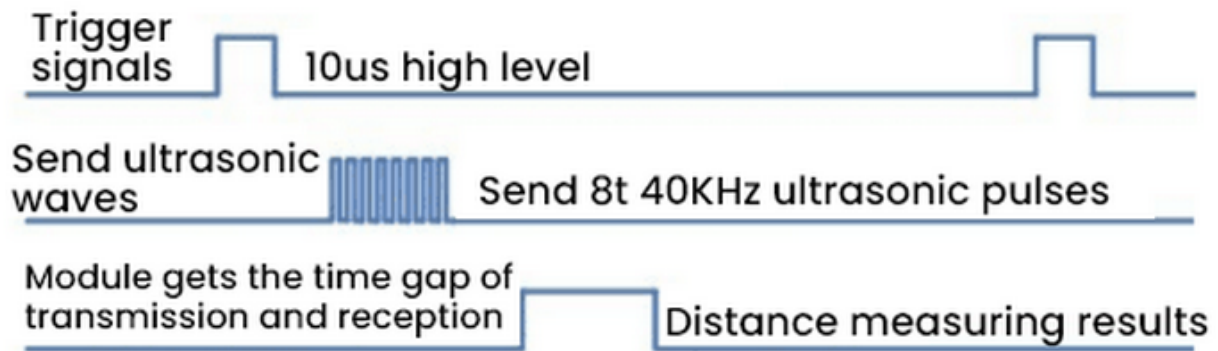 Trigger
signals
10us high level
Send ultrasonic
waves
Send 8t 40KHz ultrasonic pulses
Module gets the time gap of
transmission and reception
Distance measuring results